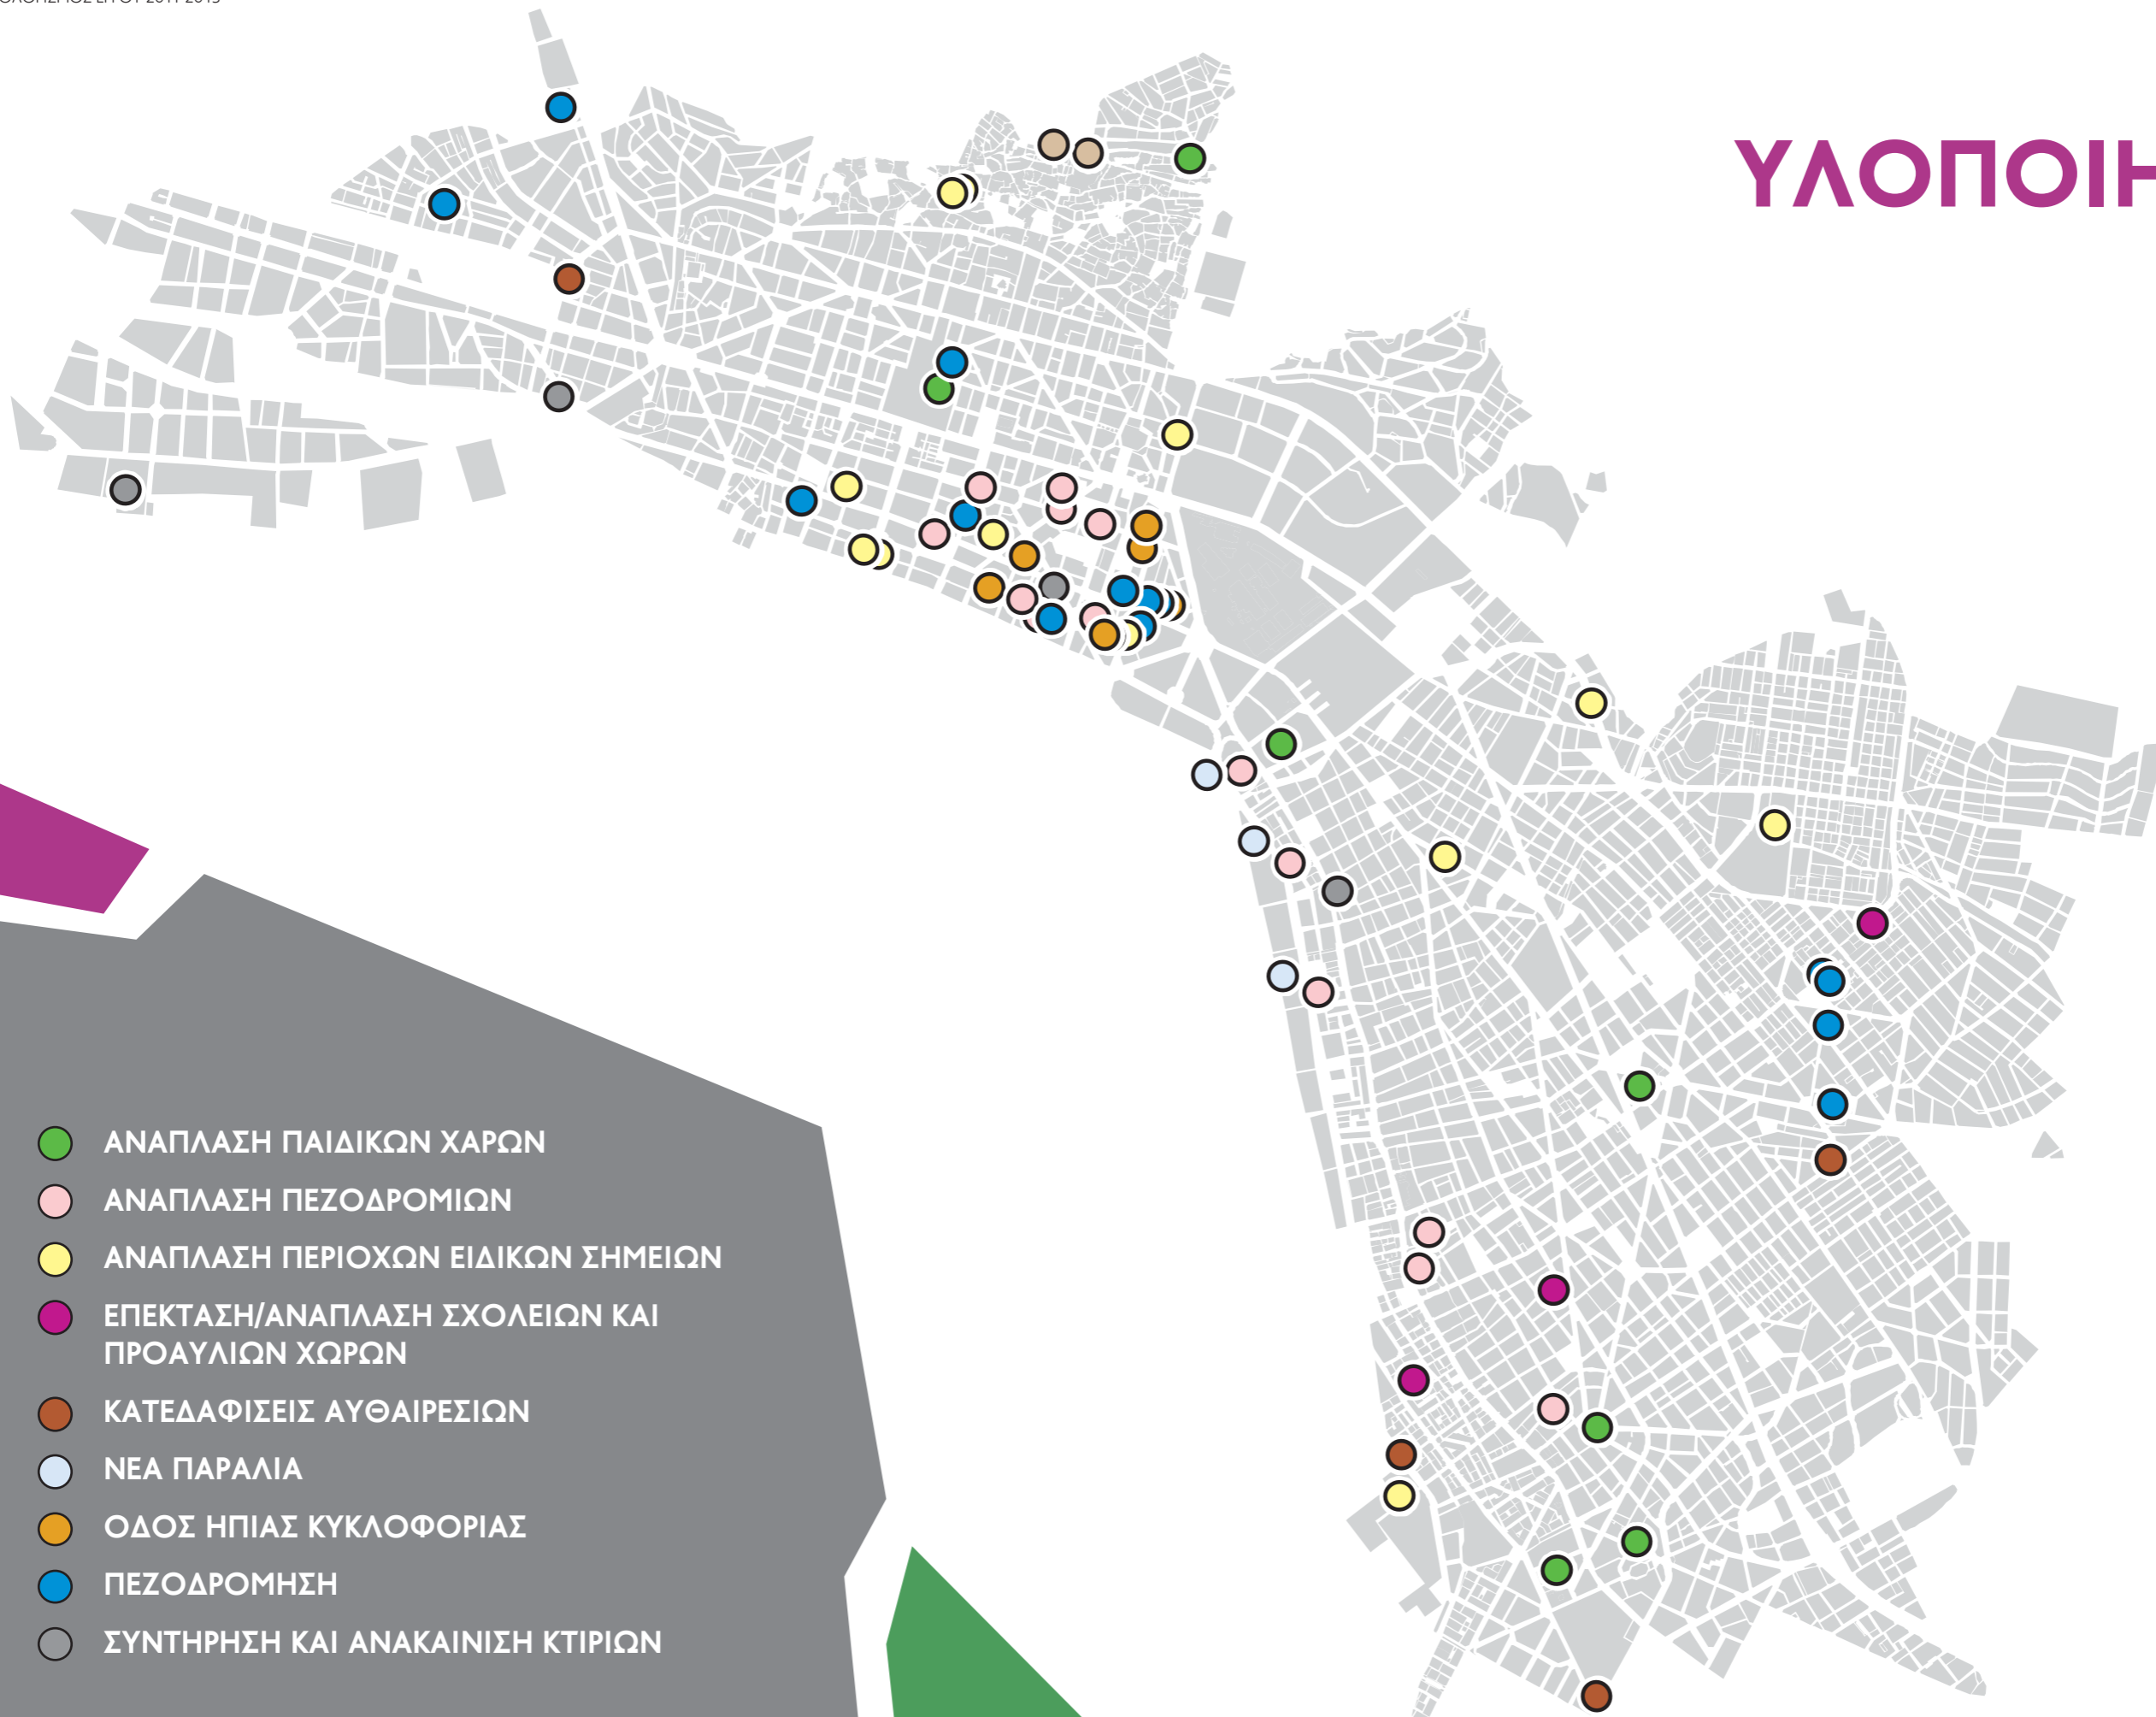 ΥΛΟΠΟΙΗ
ΑΝΑΠΛΑΣΗ ΠΑΙΔΙΚΩΝ ΧΑΡΩΝ
ΑΝΑΠΛΑΣΗ ΠΕΖΟΔΡΟΜΙΩΝ
ΑΝΑΠΛΑΣΗ ΠΕΡΙΟΧΩΝ ΕΙΔΙΚΩΝ ΣΗΜΕΙΩΝ
ΕΠΕΚΤΑΣΗ/ΑΝΑΠΛΑΣΗ ΣΧΟΛΕΙΩΝ ΚΑΙ
ΠΡΟΑΥΛΙΩΝ ΧΩΡΩΝ
ΚΑΤΕΔΑΦΙΣΕΙΣ ΑΥΘΑΙΡΕΣΙΩΝ
ΝΕΑ ΠΑΡΑΛΙΑ
ΟΔΟΣ ΗΠΙΑΣ ΚΥΚΛΟΦΟΡΙΑΣ
ΠΕΖΟΔΡΟΜΗΣΗ
ΣΥΝΤΗΡΗΣΗ ΚΑΙ ΑΝΑΚΑΙΝΙΣΗ ΚΤΙΡΙΩΝ